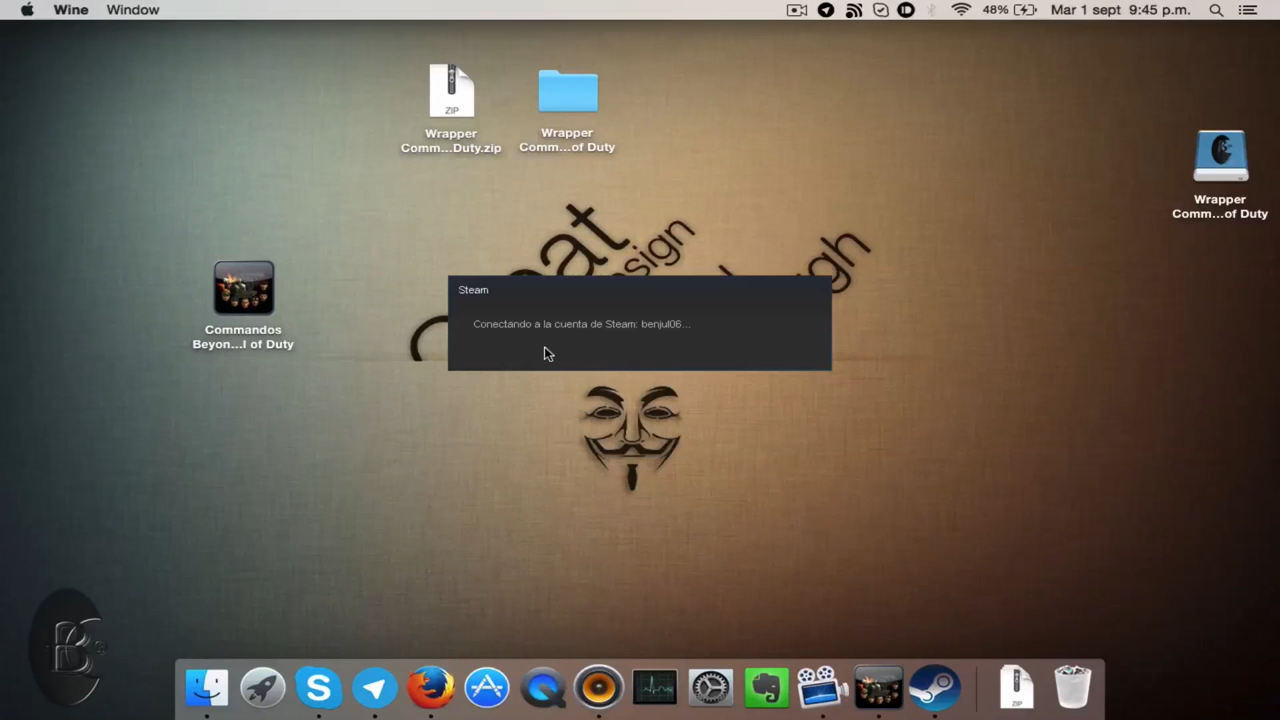 Wine Window 48% Mar 1 sept 9:45 p.m.
ZIP
Wrapper
Comm...Duty.zip
Wrapper
Comm...of Duty
Wrapper
Comm...of Duty
Commandos
Beyon...l of Duty
Steam
Conectando a la cuenta de Steam: benjul06...
ZIP